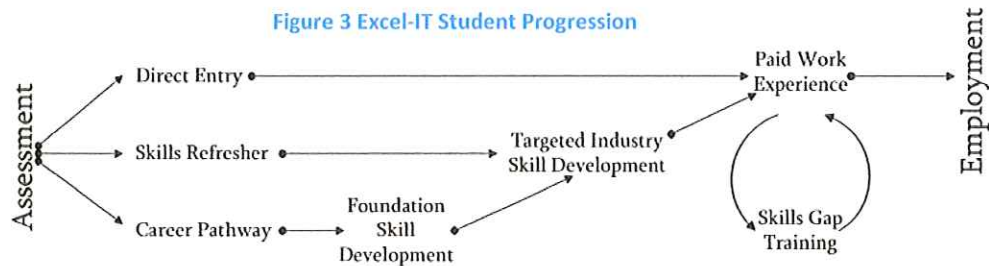 Figure 3 Excel-IT Student Progression
Assessment
Direct Entry
Skills Refresher
Career Pathway
Foundation
Skill
Development
Targeted Industry
Skill Development
Paid Work
Experience
Skills Gap
Training
Employment